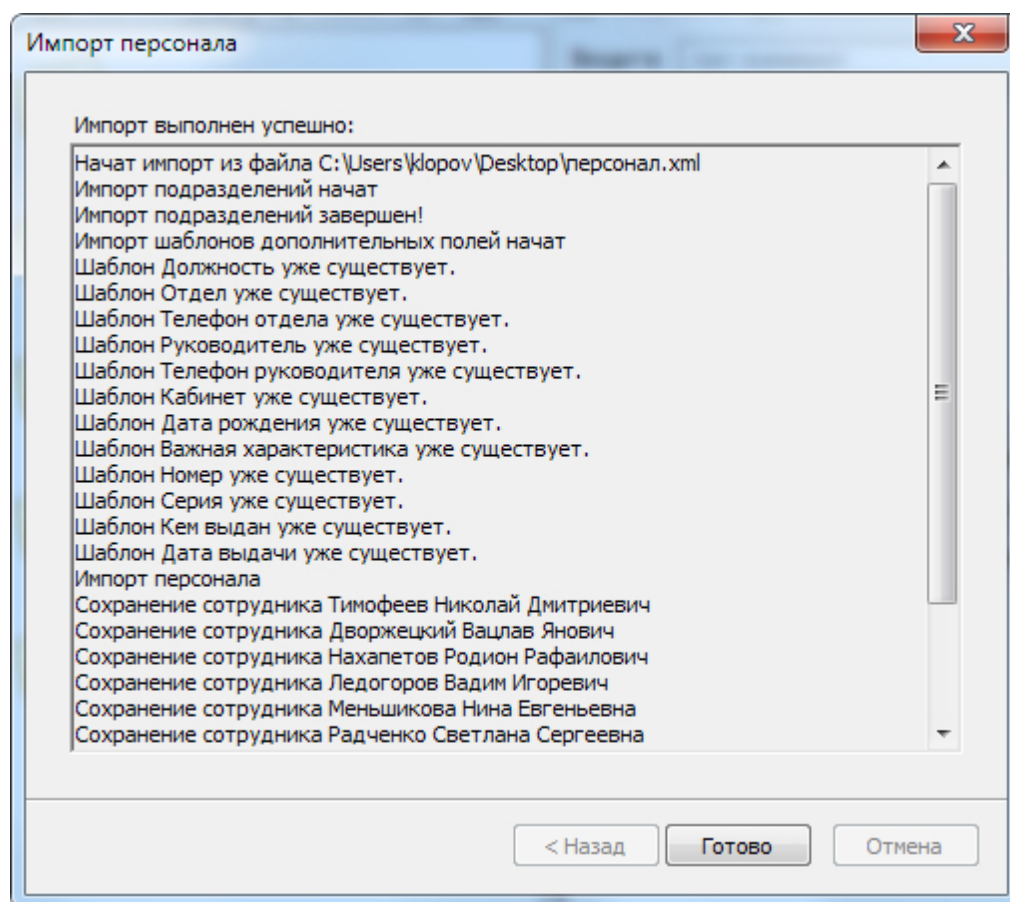 Импорт персонала
Импорт выполнен успешно:
Начат импорт из файла C:\Users\klopov\Desktop\персонал.xml
Импорт подразделений начат
Импорт подразделений завершен!
Импорт шаблонов дополнительных полей начат
Шаблон Должность уже существует.
Шаблон Отдел уже существует.
Шаблон Телефон отдела уже существует.
Шаблон Руководитель уже существует.
Шаблон Телефон руководителя уже существует.
Шаблон Кабинет уже существует.
Шаблон Дата рождения уже существует.
Шаблон Важная характеристика уже существует.
Шаблон Номер уже существует.
Шаблон Серия уже существует.
Шаблон Кем выдан уже существует.
Шаблон Дата выдачи уже существует.
Импорт персонала
Сохранение сотрудника Тимофеев Николай Дмитриевич
Сохранение сотрудника Дворжецкий Вацлав Янович
Сохранение сотрудника Нахапетов Родион Рафаилович
Сохранение сотрудника Ледогоров Вадим Игоревич
Сохранение сотрудника Меньшикова Нина Евгеньевна
Сохранение сотрудника Радченко Светлана Сергеевна
< Назад Готово Отмена